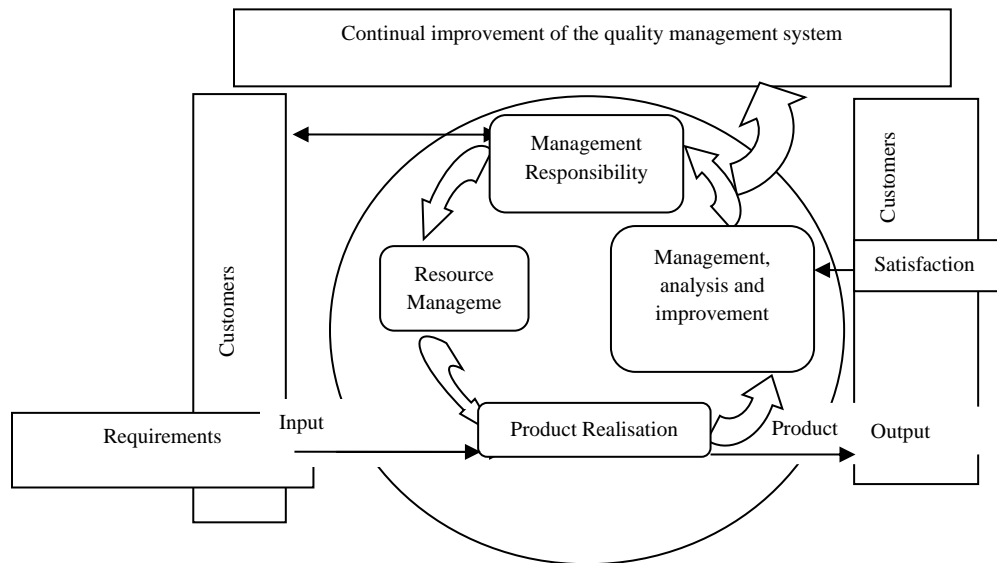 Continual improvement of the quality management system
Management
Responsibility
Customers
Customers
Resource
Manageme
Management,
analysis and
improvement
Satisfaction
Requirements
Input
Product Realisation
Product
Output